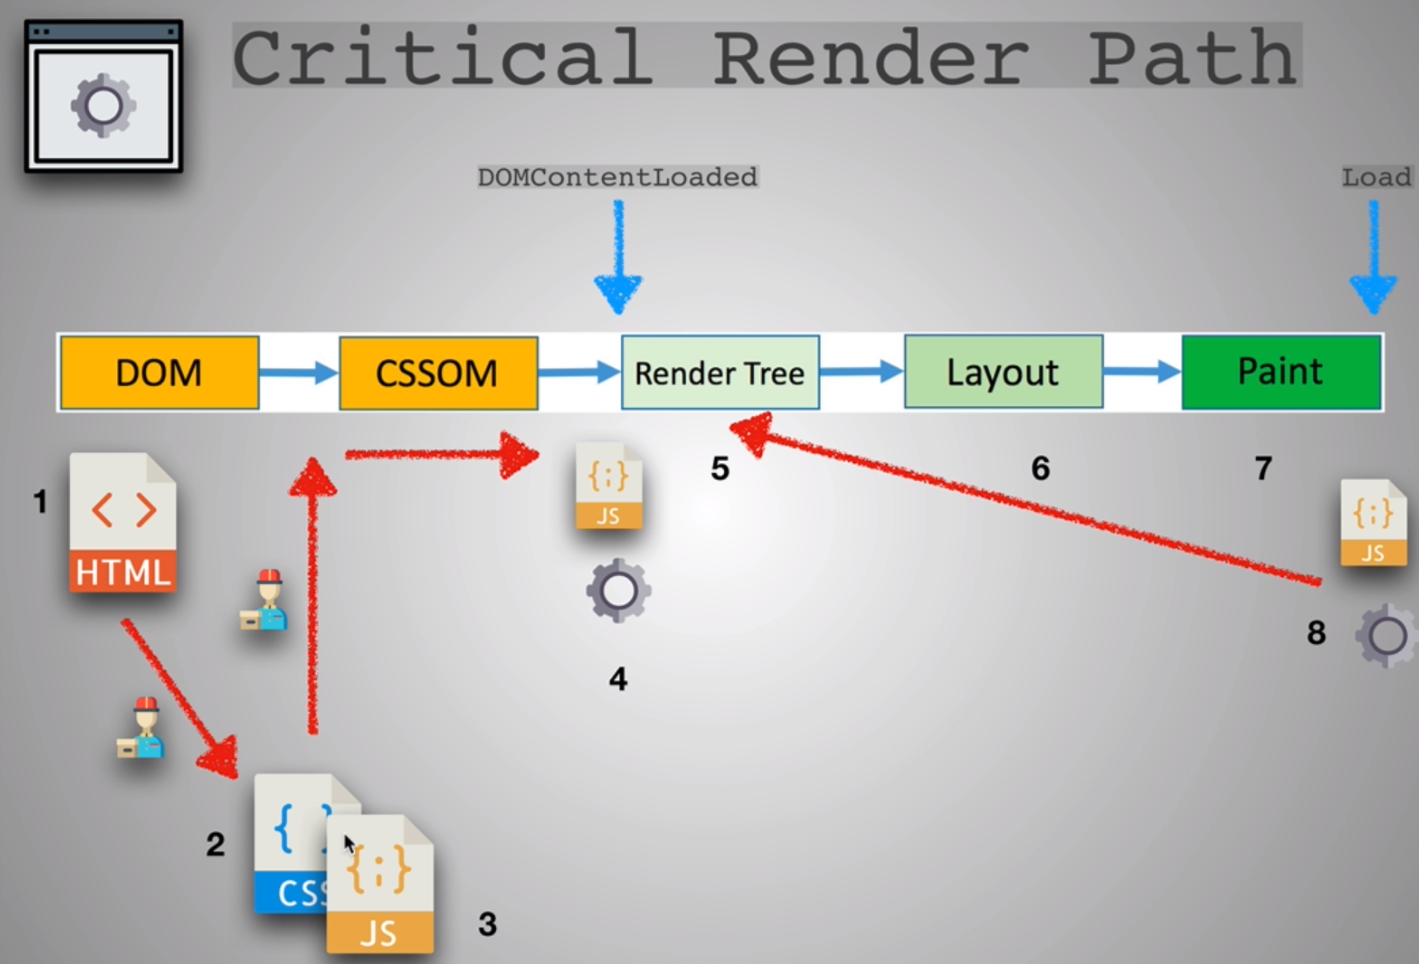 Critical Render Path
DOMContentLoaded
Load
DOM
CSSOM
Render Tree
Layout
Paint
1
HTML
{;}
JS
5
6
7
{;}
JS
4
8
2
{ }
CSS
{;}
JS
3